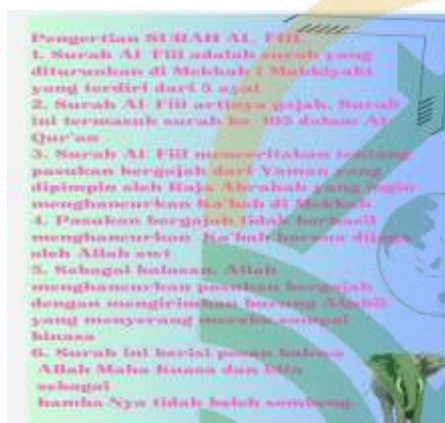 Pengertian SURAH AL- FIIL
1. Surah Al Fiil adalah surah yang
diturunkan di Mekkah ( Makkiyah)
yang terdiri dari 5 ayat
2. Surah Al Fiil artinya gajah. Surah
ini termasuk surah ke- 105 dalam Al
Qur'an
3. Surah Al Fiil menceritakan tentang
pasukan bergajah dari Yaman yang
dipimpin oleh Raja Abrahah yang ingin
menghancurkan Ka'bah di Mekkah.
4. Pasukan bergajah tidak berhasil
menghancurkan Ka'bah karena dijaga
oleh Allah swt
5. Sebagai balasan, Allah
menghancurkan pasukan bergajah
dengan mengirimkan burung Ababil
yang menyerang mereka sampai
binasa
6. Surah ini berisi pesan bahwa
Allah Maha Kuasa dan kita
sebagai
hamba Nya tidak boleh sombong.